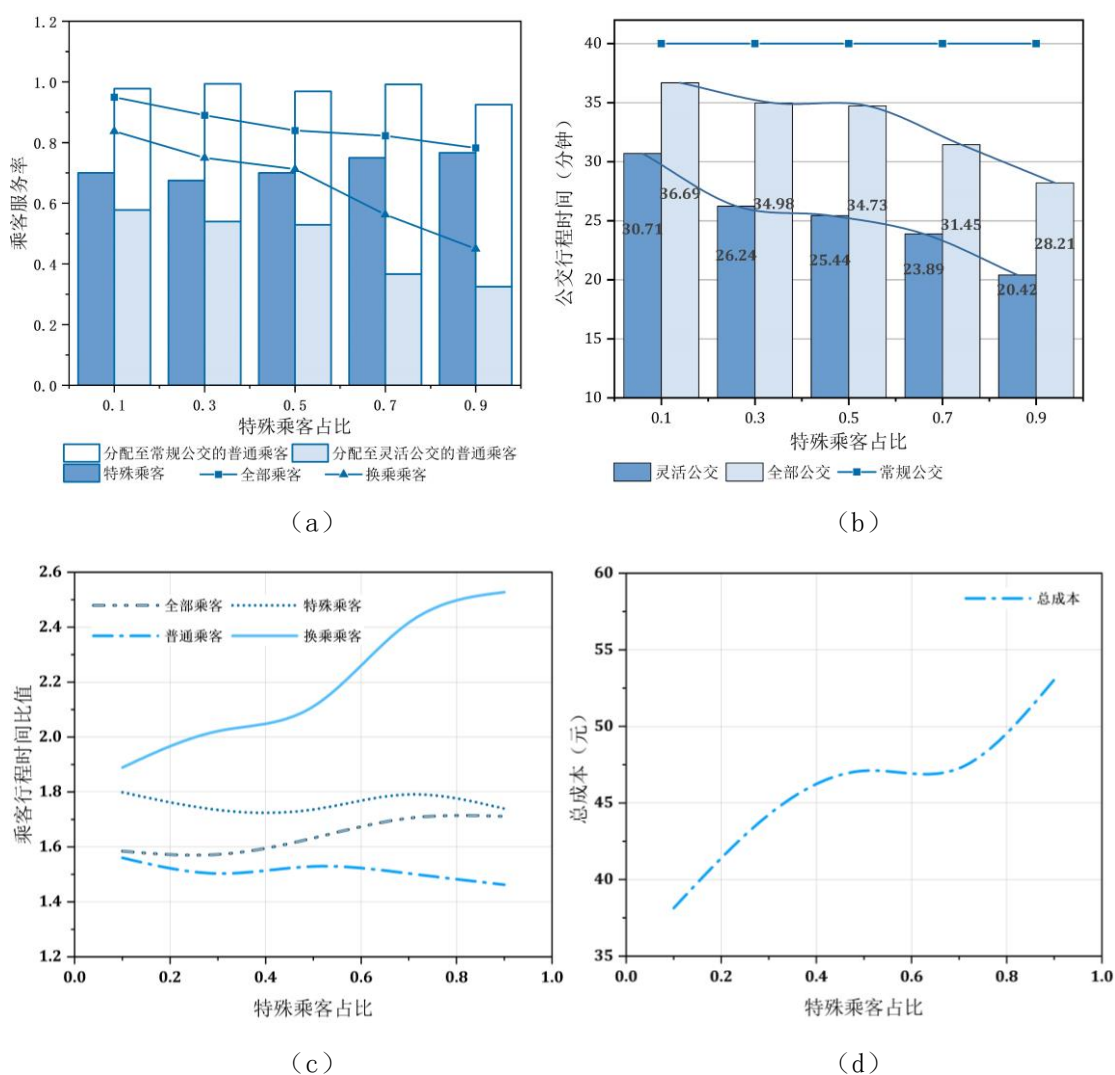 乘客服务率
1.2
1.0
0.8
0.6
0.4
0.2
0.0
0.1 0.3 0.5 0.7 0.9
特殊乘客占比
分配至常规公交的普通乘客 分配至灵活公交的普通乘客
特殊乘客 全部乘客 换乘乘客
(a)
公交行程时间（分钟）
40
35
30
25
20
15
10
30.71 36.69 26.24 34.98 25.44 34.73 23.89 31.45 20.42 28.21
0.1 0.3 0.5 0.7 0.9
特殊乘客占比
灵活公交 全部公交 常规公交
(b)
乘客行程时间比值
2.6
2.4
2.2
2.0
1.8
1.6
1.4
1.2
全部乘客 特殊乘客
普通乘客 换乘乘客
0.0 0.2 0.4 0.6 0.8 1.0
特殊乘客占比
(c)
总成本（元）
60
55
50
45
40
35
总成本
0.0 0.2 0.4 0.6 0.8 1.0
特殊乘客占比
(d)